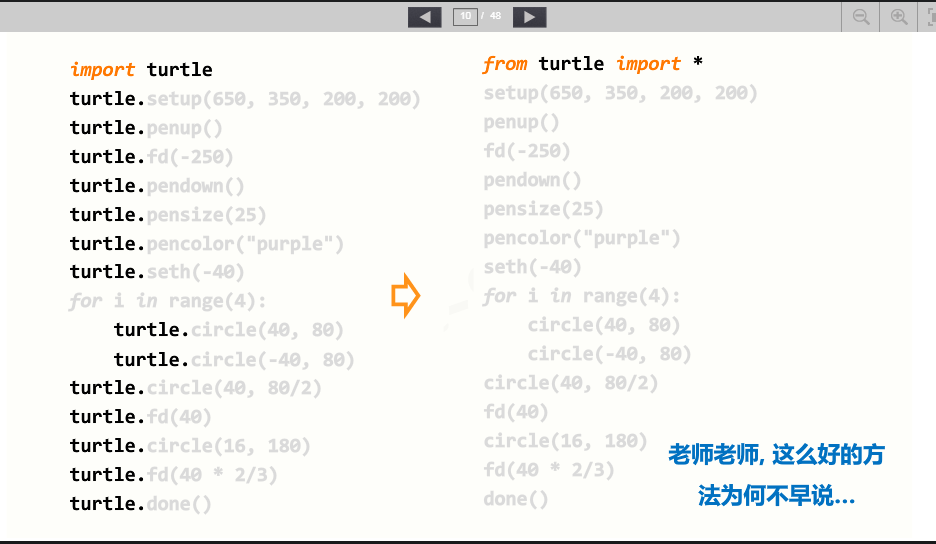 10 / 48
import turtle
turtle.setup(650, 350, 200, 200)
turtle.penup()
turtle.fd(-250)
turtle.pendown()
turtle.pensize(25)
turtle.pencolor("purple")
turtle.seth(-40)
for i in range(4):
    turtle.circle(40, 80)
    turtle.circle(-40, 80)
turtle.circle(40, 80/2)
turtle.fd(40)
turtle.circle(16, 180)
turtle.fd(40 * 2/3)
turtle.done()
from turtle import *
setup(650, 350, 200, 200)
penup()
fd(-250)
pendown()
pensize(25)
pencolor("purple")
seth(-40)
for i in range(4):
    circle(40, 80)
    circle(-40, 80)
circle(40, 80/2)
fd(40)
circle(16, 180)
fd(40 * 2/3)
done()
老师老师, 这么好的方
法为何不早说…